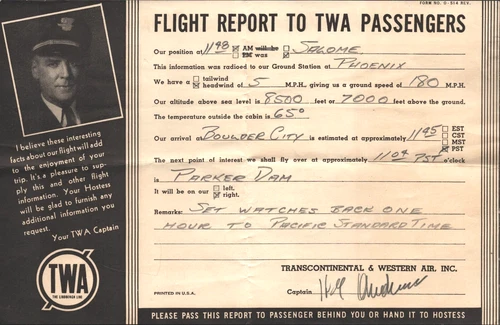 FORM NO. O-31A REV.
FLIGHT REPORT TO TWA PASSENGERS
Our position at 1148 AM will be SALOME
PM was
This information was radioed to our Ground Station at PHOENIX
We have a tailwind
headwind of 5 M.P.H. giving us a ground speed of 180 M.P.H.
Our altitude above sea level is 8500 feet or 7000 feet above the ground.
The temperature outside the cabin is 65°
Our arrival at BOULDER CITY is estimated at approximately 1145 EST
CST
MST
PST
The next point of interest we shall fly over at approximately 1104 PST o'clock
is PARKER DAM
It will be on our left.
right.
Remarks: SET WATCHES BACK ONE
HOUR TO PACIFIC STANDARD TIME
TRANSCONTINENTAL & WESTERN AIR, INC.
Captain
PRINTED IN U.S.A.
PLEASE PASS THIS REPORT TO PASSENGER BEHIND YOU OR HAND IT TO HOSTESS
I believe these interesting
facts about our flight will add
to the enjoyment of your
trip. It's a pleasure to sup-
ply this and other flight
information. Your Hostess
will be glad to furnish any
additional information you
request.
Your TWA Captain
TWA
THE LINDBERGH LINE